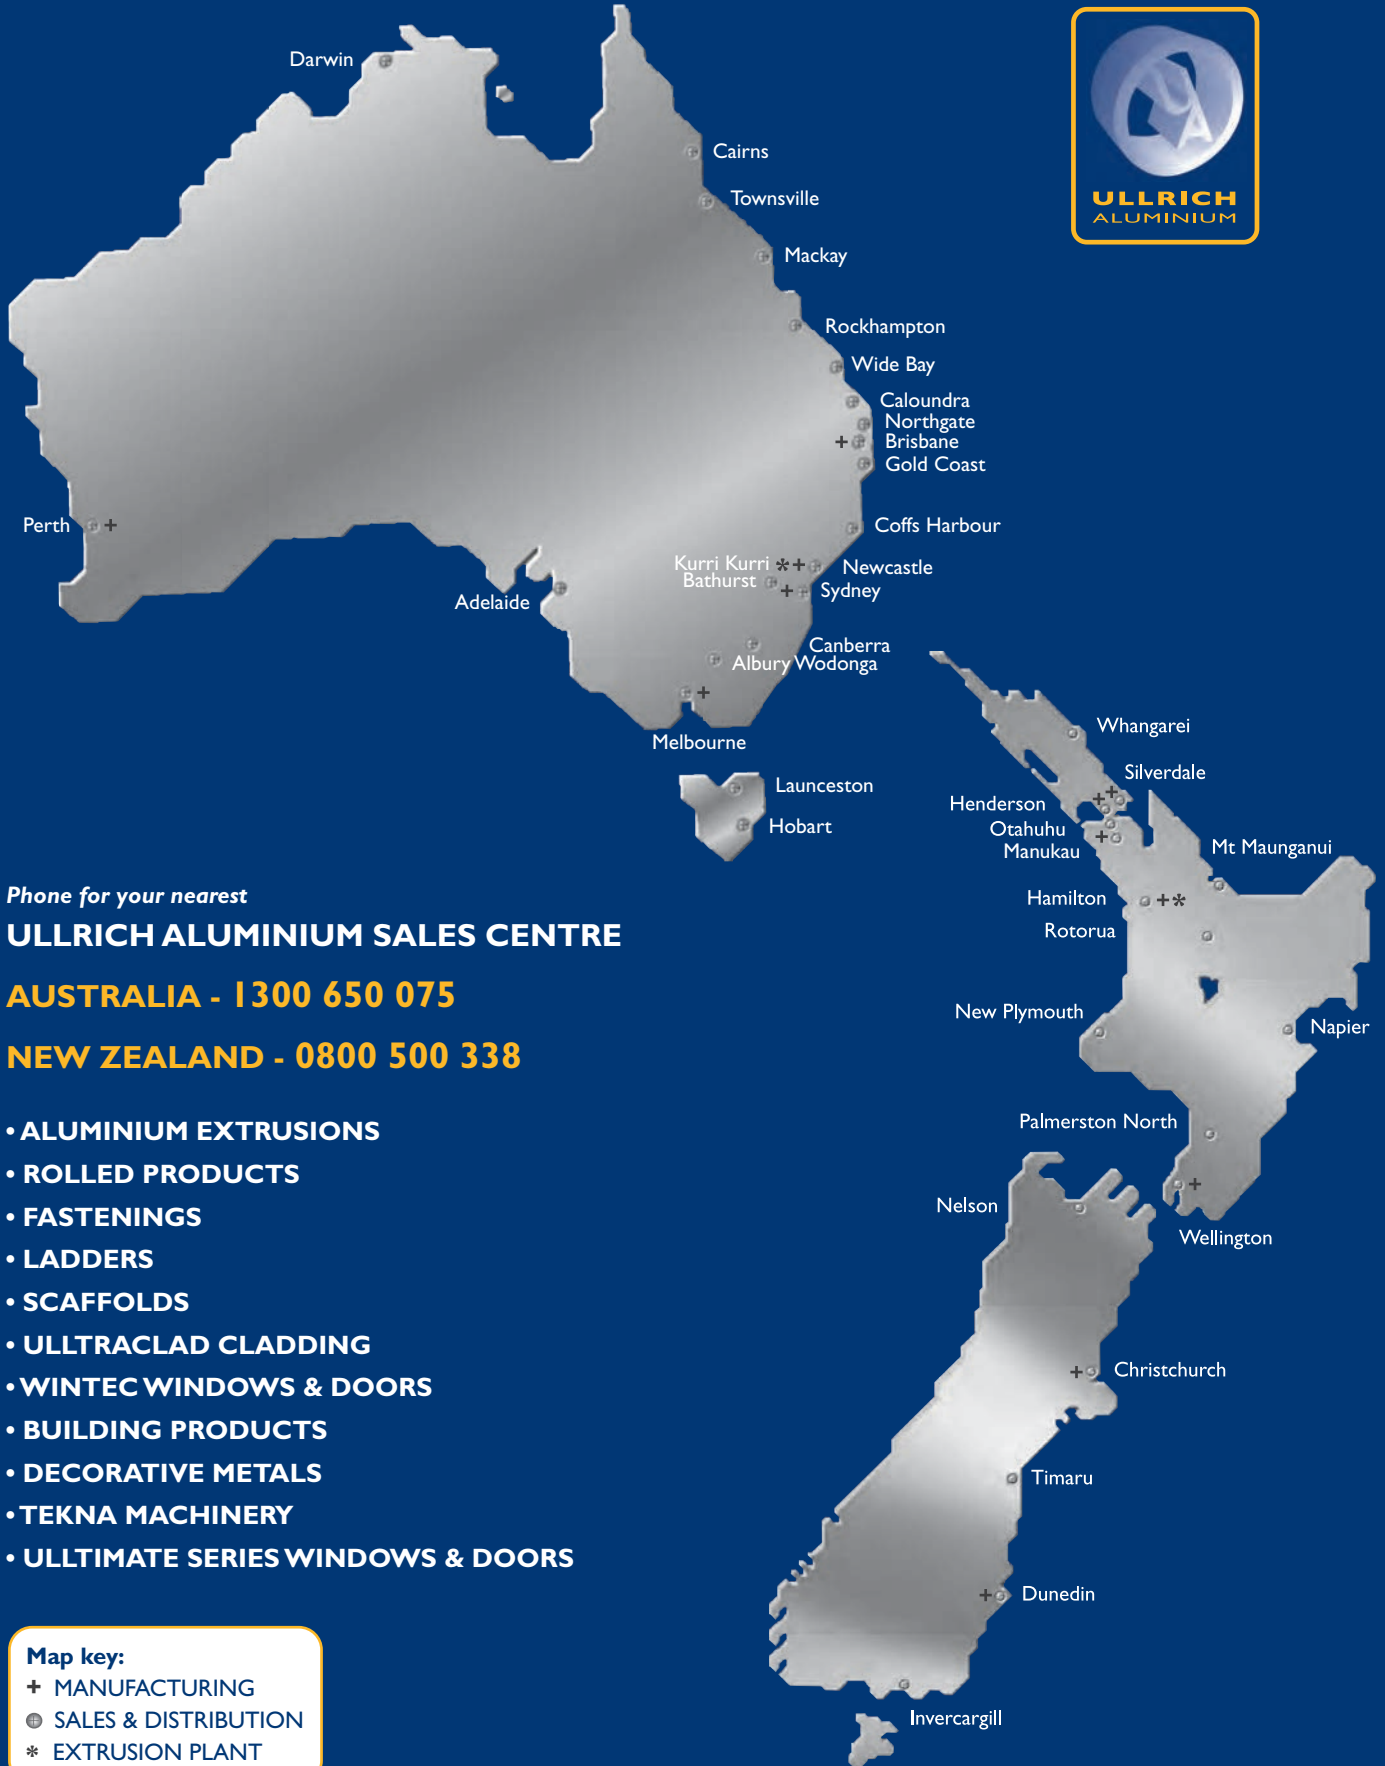 Darwin
Cairns
Townsville
Mackay
Rockhampton
Wide Bay
Caloundra
Northgate
+ Brisbane
Gold Coast
Perth +
Coffs Harbour
Kurri Kurri *+ Newcastle
Bathurst
+ Sydney
Adelaide
Canberra
Albury Wodonga
+
Melbourne
Launceston
Hobart
ULLRICH
ALUMINIUM
Whangarei
Silverdale
+
Henderson +
Otahuhu
+
Manukau
Mt Maunganui
Hamilton +*
Rotorua
New Plymouth
Napier
Palmerston North
Nelson
+
Wellington
+ Christchurch
Timaru
+ Dunedin
Invercargill
Phone for your nearest
ULLRICH ALUMINIUM SALES CENTRE
AUSTRALIA - 1300 650 075
NEW ZEALAND - 0800 500 338
• ALUMINIUM EXTRUSIONS
• ROLLED PRODUCTS
• FASTENINGS
• LADDERS
• SCAFFOLDS
• ULLTRACLAD CLADDING
• WINTEC WINDOWS & DOORS
• BUILDING PRODUCTS
• DECORATIVE METALS
• TEKNA MACHINERY
• ULLTIMATE SERIES WINDOWS & DOORS
Map key:
+ MANUFACTURING
SALES & DISTRIBUTION
* EXTRUSION PLANT